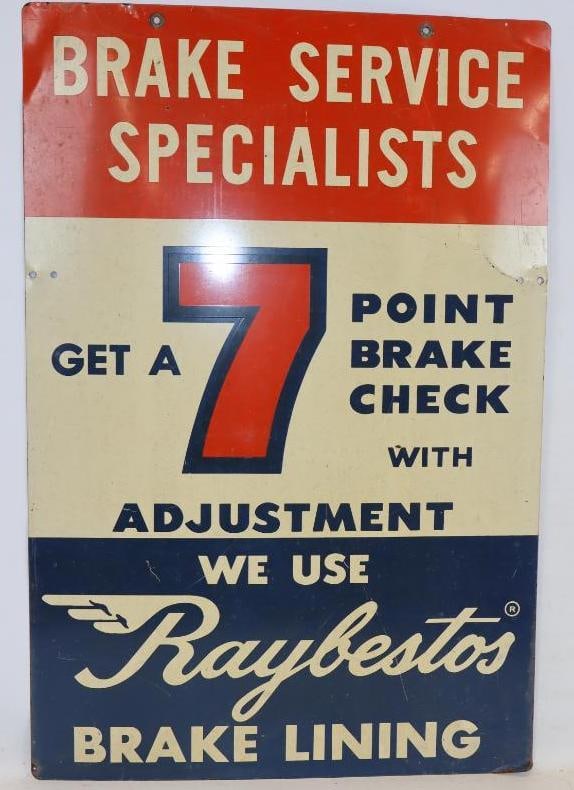 BRAKE SERVICE
SPECIALISTS
GET A 7 POINT
BRAKE
CHECK
WITH
ADJUSTMENT
WE USE
Raybestos ®
BRAKE LINING